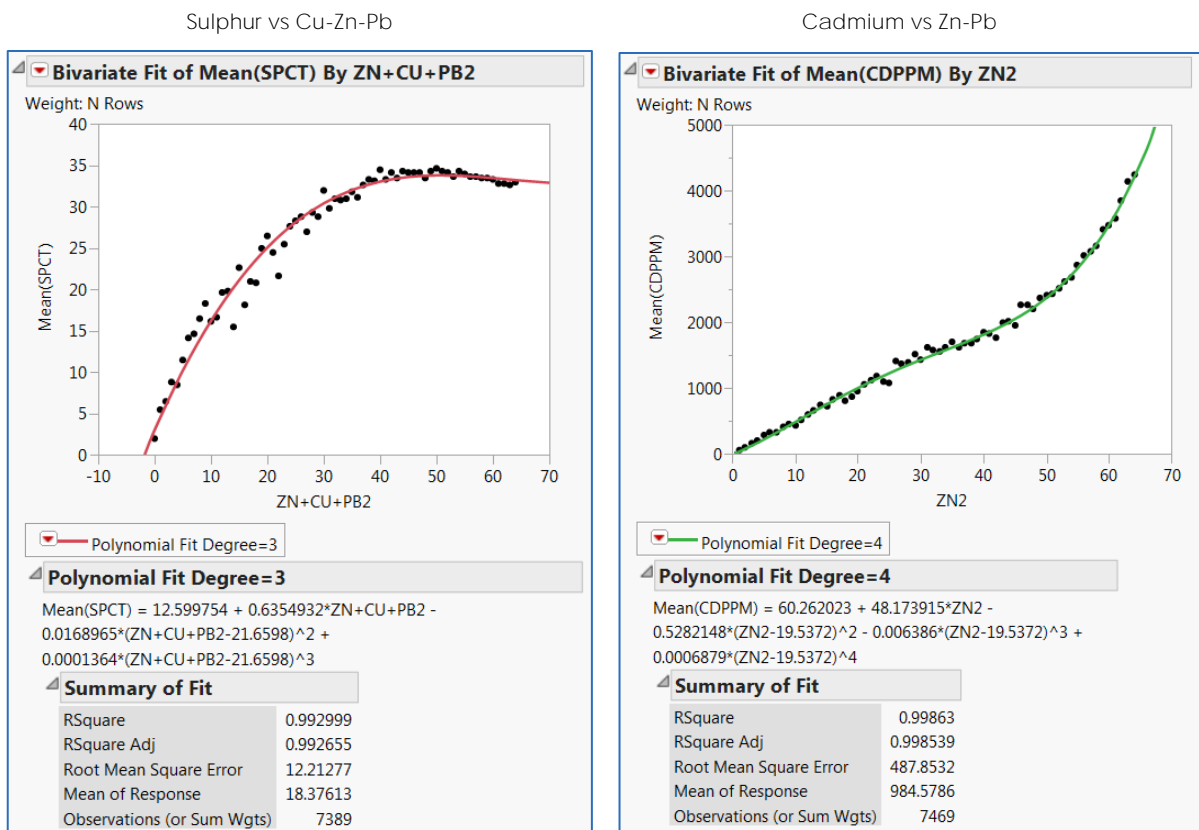 Sulphur vs Cu-Zn-Pb
Bivariate Fit of Mean(SPCT) By ZN+CU+PB2
Weight: N Rows
40
35
30
25
20
15
10
5
0
Mean(SPCT)
-10 0 10 20 30 40 50 60 70
ZN+CU+PB2
Polynomial Fit Degree=3
Polynomial Fit Degree=3
Mean(SPCT) = 12.599754 + 0.6354932*ZN+CU+PB2 -
0.0168965*(ZN+CU+PB2-21.6598)^2 +
0.0001364*(ZN+CU+PB2-21.6598)^3
Summary of Fit
RSquare 0.992999
RSquare Adj 0.992655
Root Mean Square Error 12.21277
Mean of Response 18.37613
Observations (or Sum Wgts) 7389
Cadmium vs Zn-Pb
Bivariate Fit of Mean(CDPPM) By ZN2
Weight: N Rows
5000
4000
3000
2000
1000
0
Mean(CDPPM)
0 10 20 30 40 50 60 70
ZN2
Polynomial Fit Degree=4
Polynomial Fit Degree=4
Mean(CDPPM) = 60.262023 + 48.173915*ZN2 -
0.5282148*(ZN2-19.5372)^2 - 0.006386*(ZN2-19.5372)^3 +
0.0006879*(ZN2-19.5372)^4
Summary of Fit
RSquare 0.99863
RSquare Adj 0.998539
Root Mean Square Error 487.8532
Mean of Response 984.5786
Observations (or Sum Wgts) 7469